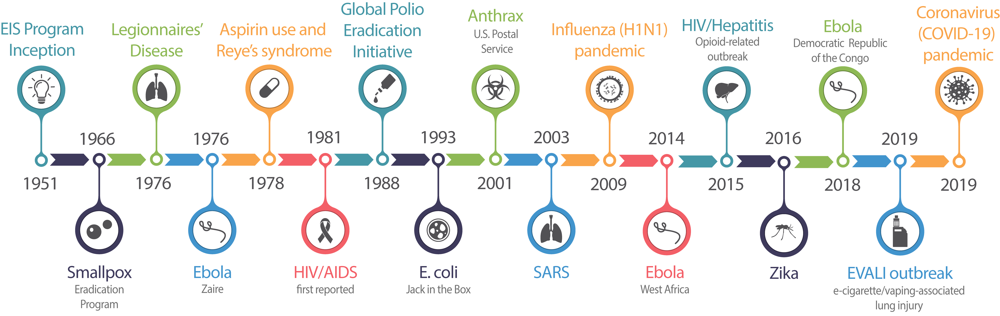 EIS Program
Inception
1951
1966
Smallpox
Eradication
Program
Legionnaires’
Disease
1976
1976
Ebola
Zaire
Aspirin use and
Reye’s syndrome
1978
1981
HIV/AIDS
first reported
Global Polio
Eradication
Initiative
1988
1993
E. coli
Jack in the Box
Anthrax
U.S. Postal
Service
2001
2003
SARS
Influenza (H1N1)
pandemic
2009
2014
Ebola
West Africa
HIV/Hepatitis
Opioid-related
outbreak
2015
2016
Zika
Ebola
Democratic Republic
of the Congo
2018
2019
EVALI outbreak
e-cigarette/vaping-associated
lung injury
Coronavirus
(COVID-19)
pandemic
2019